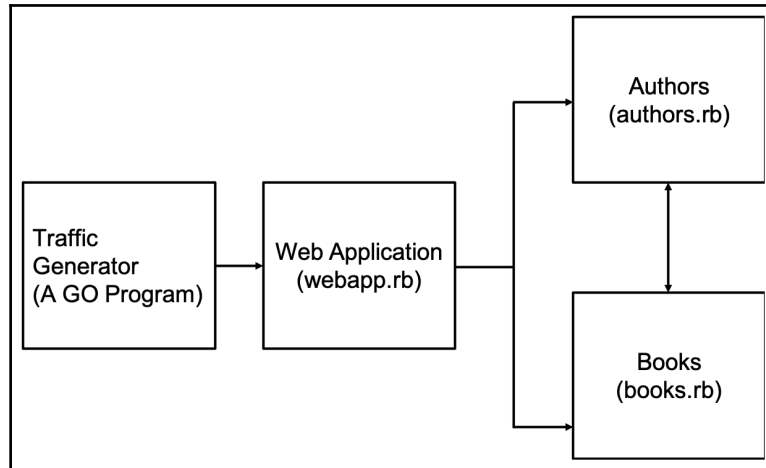 Authors
(authors.rb)
Traffic
Generator
(A GO Program)
Web Application
(webapp.rb)
Books
(books.rb)